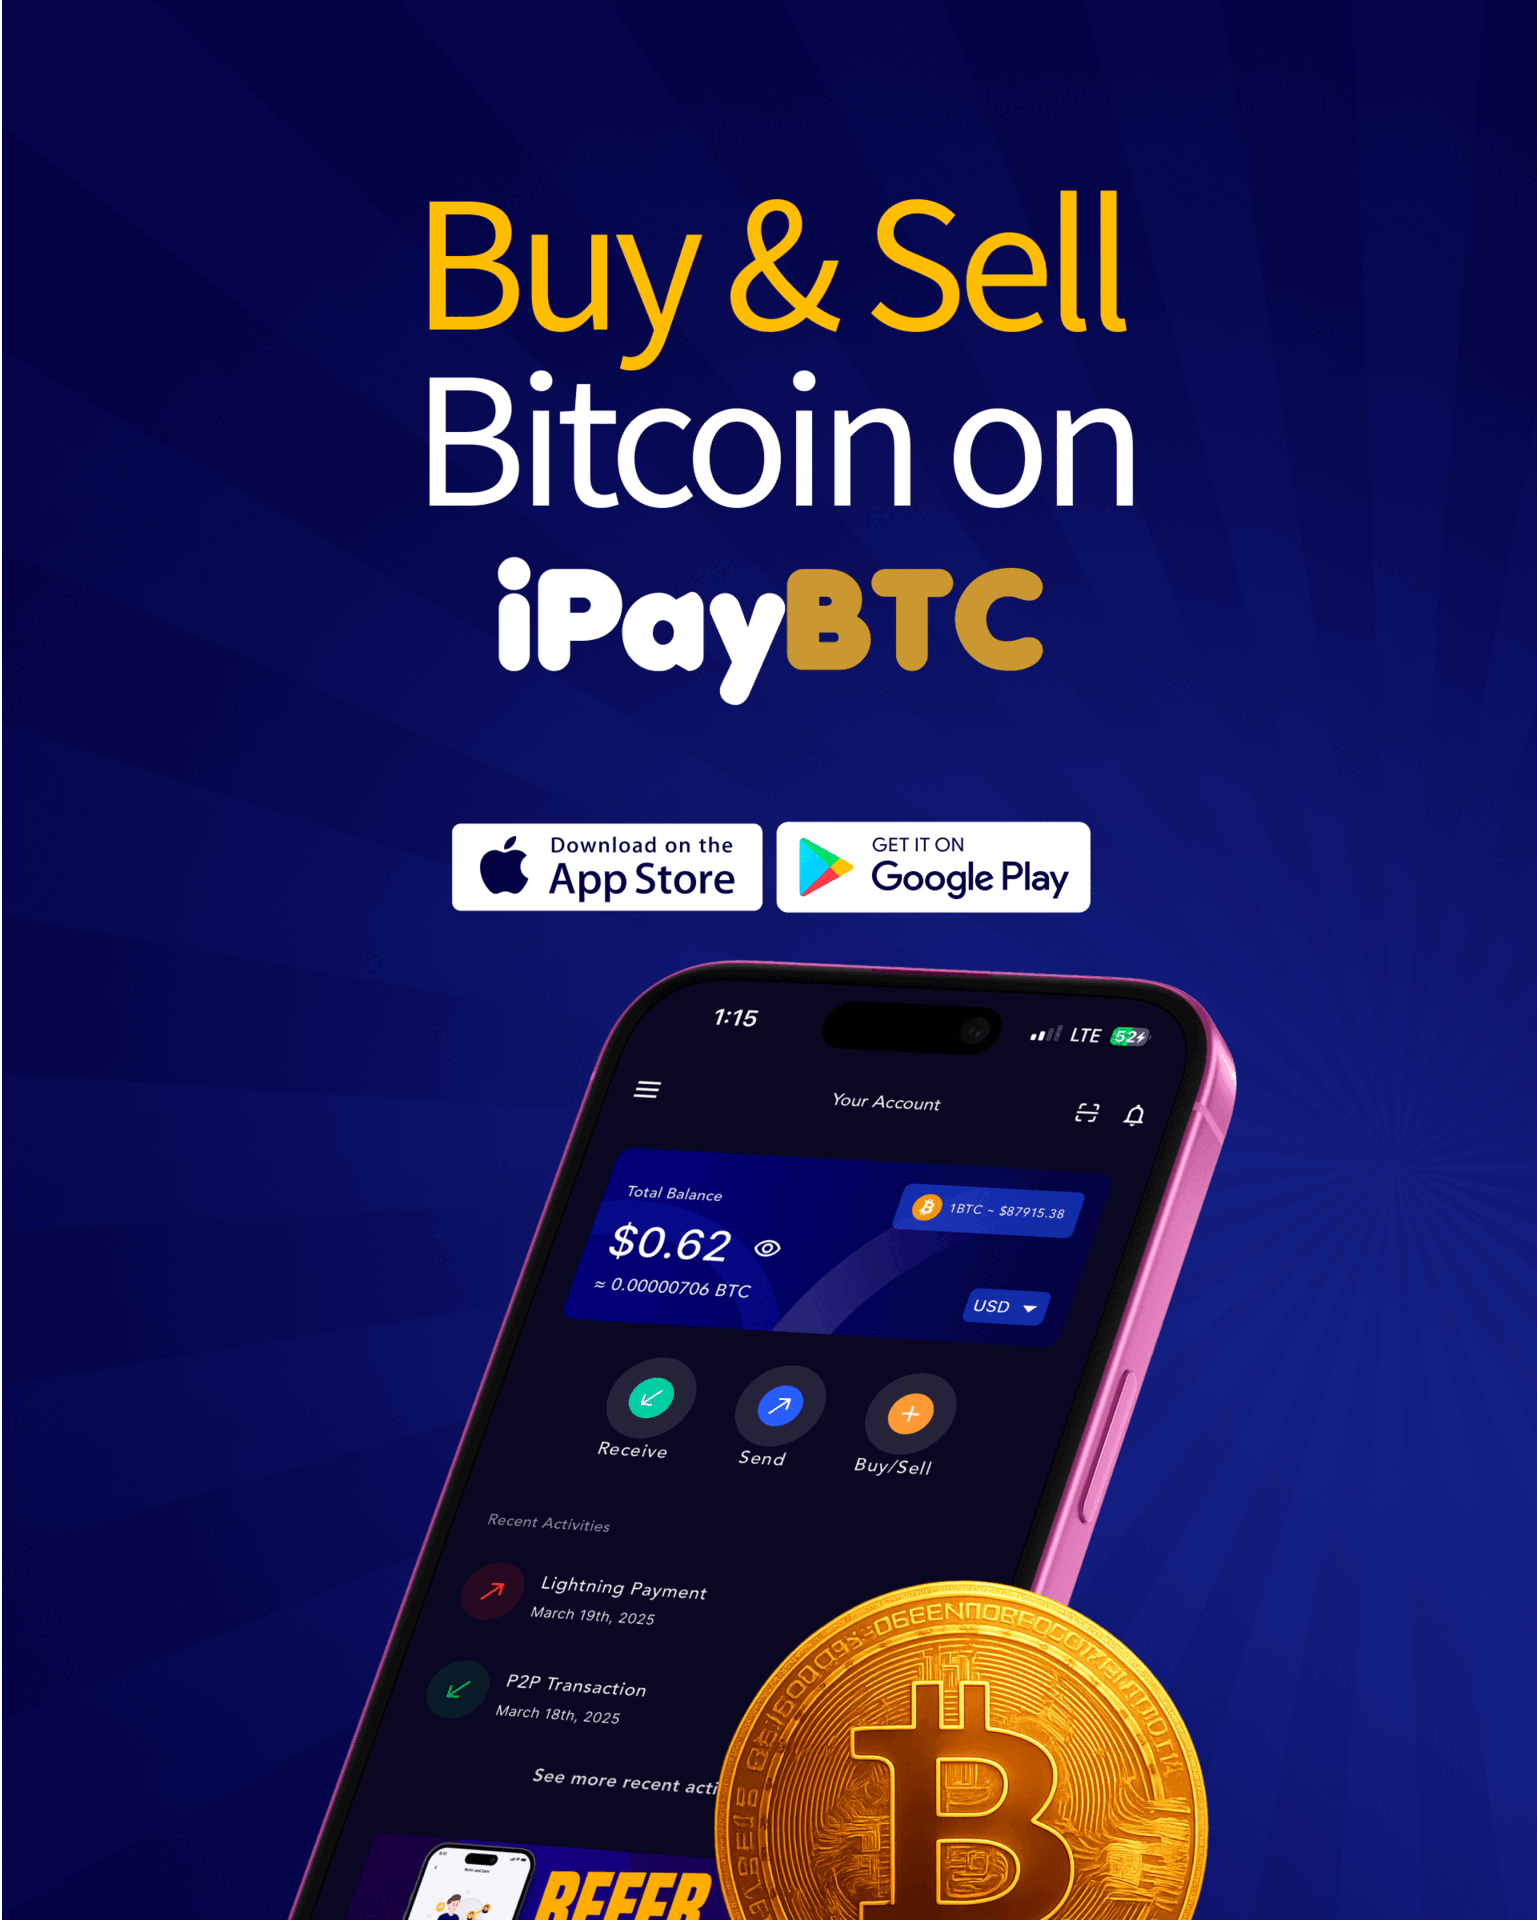 Buy & Sell
Bitcoin on
iPayBTC
Download on the
App Store
GET IT ON
Google Play
1:15
LTE
52
Your Account
Total Balance
1BTC ~ $87915.38
$0.62
≈ 0.00000706 BTC
USD
Receive
Send
Buy/Sell
Recent Activities
Lightning Payment
March 19th, 2025
P2P Transaction
March 18th, 2025
See more recent acti
REFER